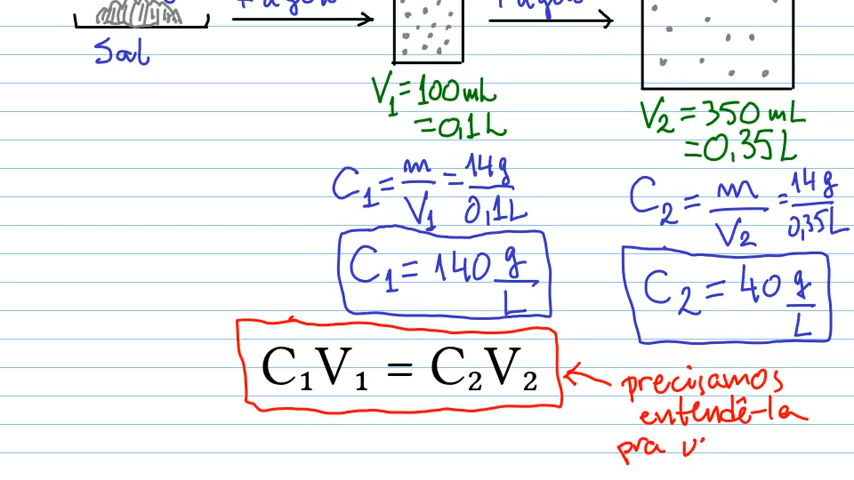 Sal
V₁ = 100 mL
= 0,1 L
V₂ = 350 mL
= 0,35 L
C₁ = m/V₁ = 14 g/0,1 L
C₁ = 140 g/L
C₂ = m/V₂ = 14 g/0,35 L
C₂ = 40 g/L
C₁V₁ = C₂V₂
precisamos
entendê-la
pra